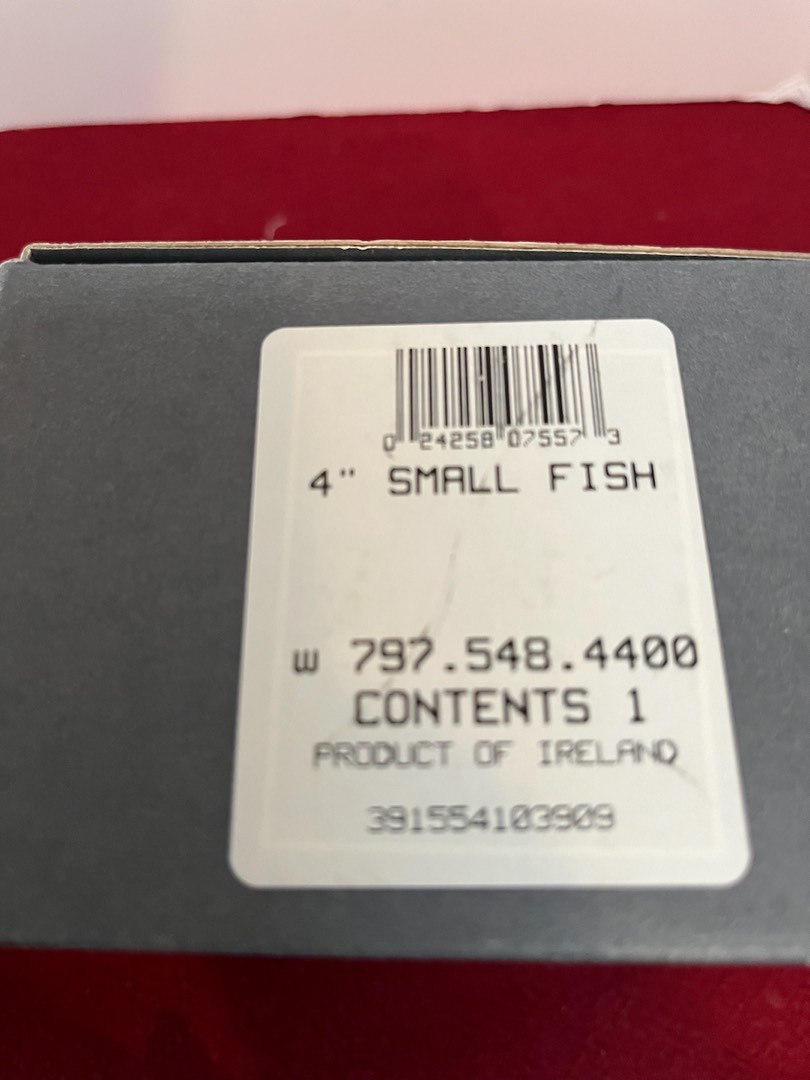 0 24258 07557 3
4" SMALL FISH
w 797.548.4400
CONTENTS 1
PRODUCT OF IRELAND
391554103909